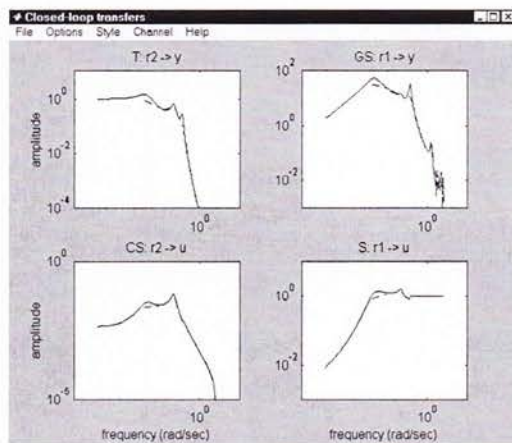 Closed-loop transfers
File Options Style Channel Help
T: r2 -> y
GS: r1 -> y
amplitude
10^0
10^-2
10^-4
10^0
10^2
10^0
10^-2
10^0
CS: r2 -> u
S: r1 -> u
amplitude
10^0
10^-5
10^0
10^0
10^-2
10^0
frequency (rad/sec)
frequency (rad/sec)